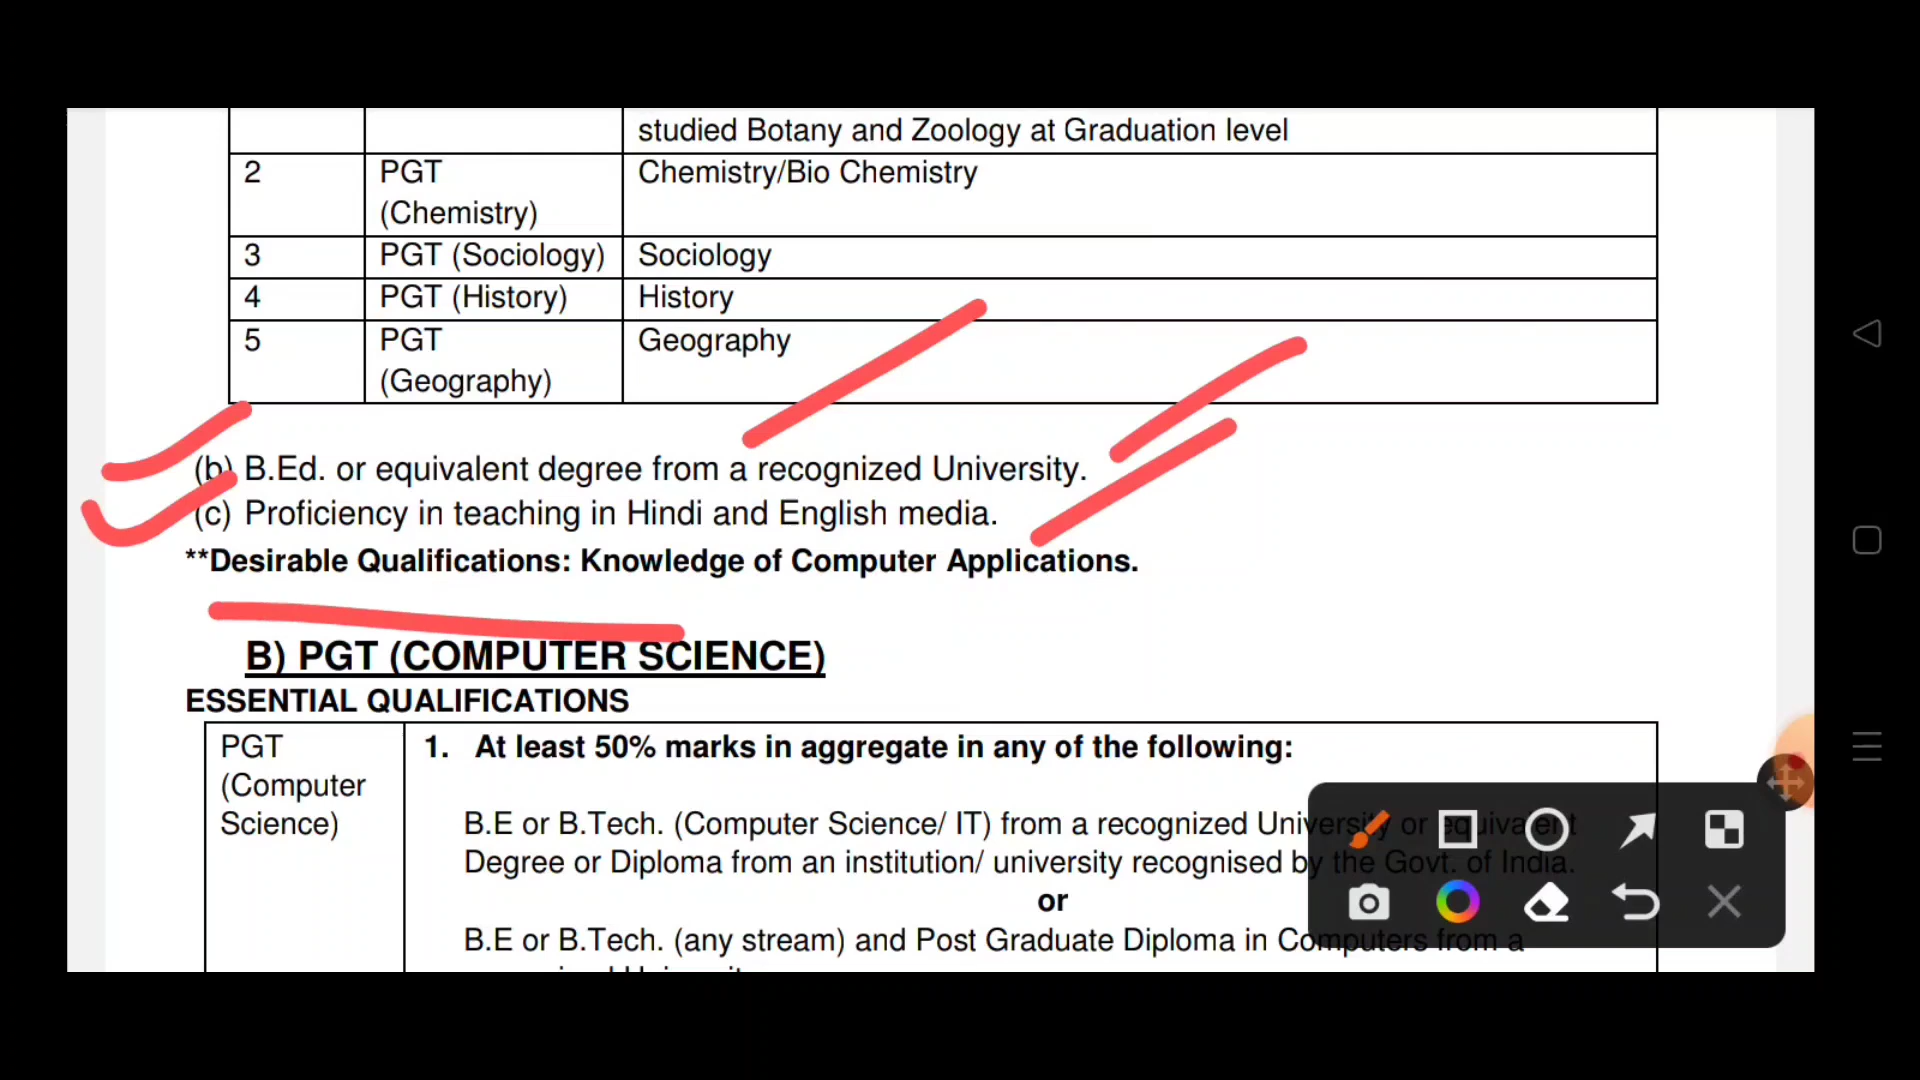 studied Botany and Zoology at Graduation level
2 PGT Chemistry/Bio Chemistry
(Chemistry)
3 PGT (Sociology) Sociology
4 PGT (History) History
5 PGT Geography
(Geography)
(b) B.Ed. or equivalent degree from a recognized University.
(c) Proficiency in teaching in Hindi and English media.
**Desirable Qualifications: Knowledge of Computer Applications.
B) PGT (COMPUTER SCIENCE)
ESSENTIAL QUALIFICATIONS
PGT 1. At least 50% marks in aggregate in any of the following:
(Computer
Science) B.E or B.Tech. (Computer Science/ IT) from a recognized University or equivalent
Degree or Diploma from an institution/ university recognised by the Govt. of India.
or
B.E or B.Tech. (any stream) and Post Graduate Diploma in Computers from a